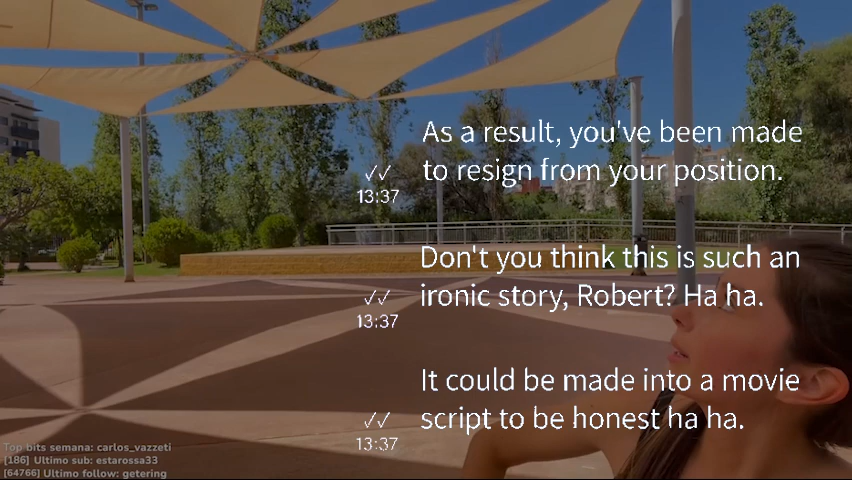 As a result, you've been made
to resign from your position.
✓✓
13:37
Don't you think this is such an
ironic story, Robert? Ha ha.
✓✓
13:37
It could be made into a movie
script to be honest ha ha.
✓✓
13:37
Top bits semana: carlos_vazzeti
[186] Ultimo sub: estarossa33
[64766] Ultimo follow: getering